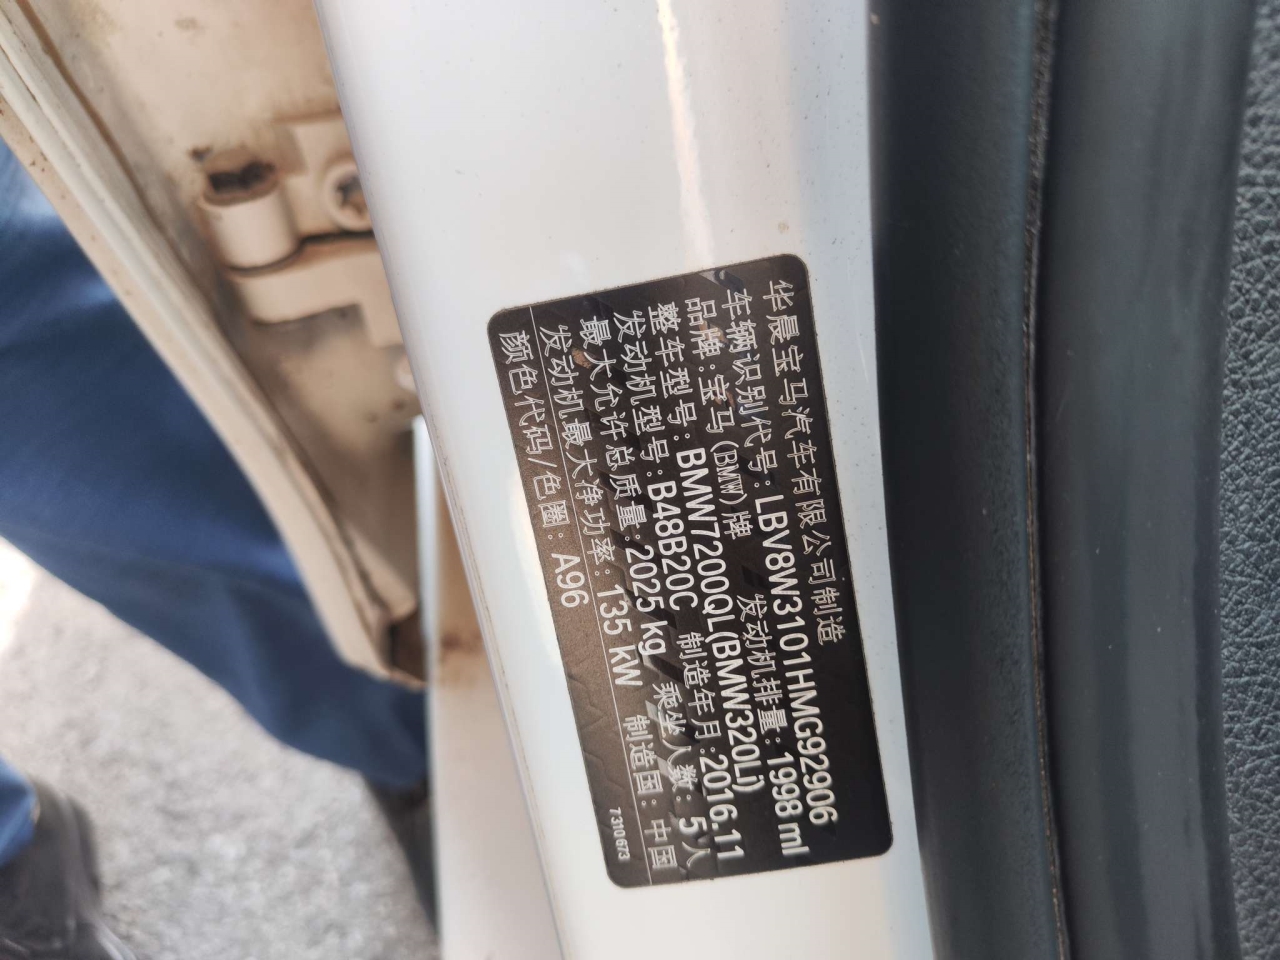 华晨宝马汽车有限公司制造
车辆识别代号:LBV8W3101HMG92906
品牌:宝马(BMW)牌 发动机排量:1998 ml
整车型号:BMW7200QL(BMW320Li)
发动机型号:B48B20C 制造年月:2016.11
最大允许总质量:2025 kg 乘坐人数:5人
发动机最大净功率:135 kW 制造国:中国
颜色代码/色圈:A96
7310673